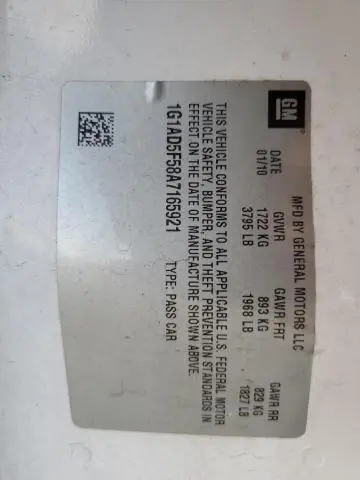 GM
MFD BY GENERAL MOTORS LLC
DATE GVWR GAWR FRT GAWR RR
01/10 1722 KG 893 KG 829 KG
3795 LB 1968 LB 1827 LB
THIS VEHICLE CONFORMS TO ALL APPLICABLE U.S. FEDERAL MOTOR
VEHICLE SAFETY, BUMPER, AND THEFT PREVENTION STANDARDS IN
EFFECT ON THE DATE OF MANUFACTURE SHOWN ABOVE.
1G1AD5F58A7165921 TYPE: PASS CAR